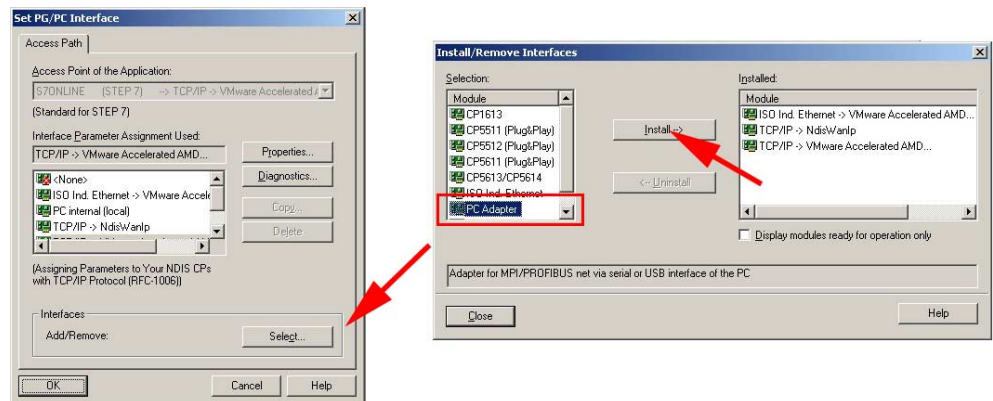 Set PG/PC Interface
Access Path
Access Point of the Application:
S7ONLINE (STEP 7) --> TCP/IP -> VMware Accelerated
(Standard for STEP 7)
Interface Parameter Assignment Used:
TCP/IP -> VMware Accelerated AMD...
Properties...
<None>
Diagnostics...
ISO Ind. Ethernet -> VMware Accele
PC internal (local)
Copy...
TCP/IP -> NdisWanIp
Delete
(Assigning Parameters to Your NDIS CPs
with TCP/IP Protocol (RFC-1006))
Interfaces
Add/Remove:
Select...
OK
Cancel
Help
Install/Remove Interfaces
Selection:
Module
CP1613
CP5511 (Plug&Play)
CP5512 (Plug&Play)
CP5611 (Plug&Play)
CP5613/CP5614
ISO Ind. Ethernet
PC Adapter
Install -->
<-- Uninstall
Installed:
Module
ISO Ind. Ethernet -> VMware Accelerated AMD...
TCP/IP -> NdisWanIp
TCP/IP -> VMware Accelerated AMD...
Display modules ready for operation only
Adapter for MPI/PROFIBUS net via serial or USB interface of the PC
Close
Help